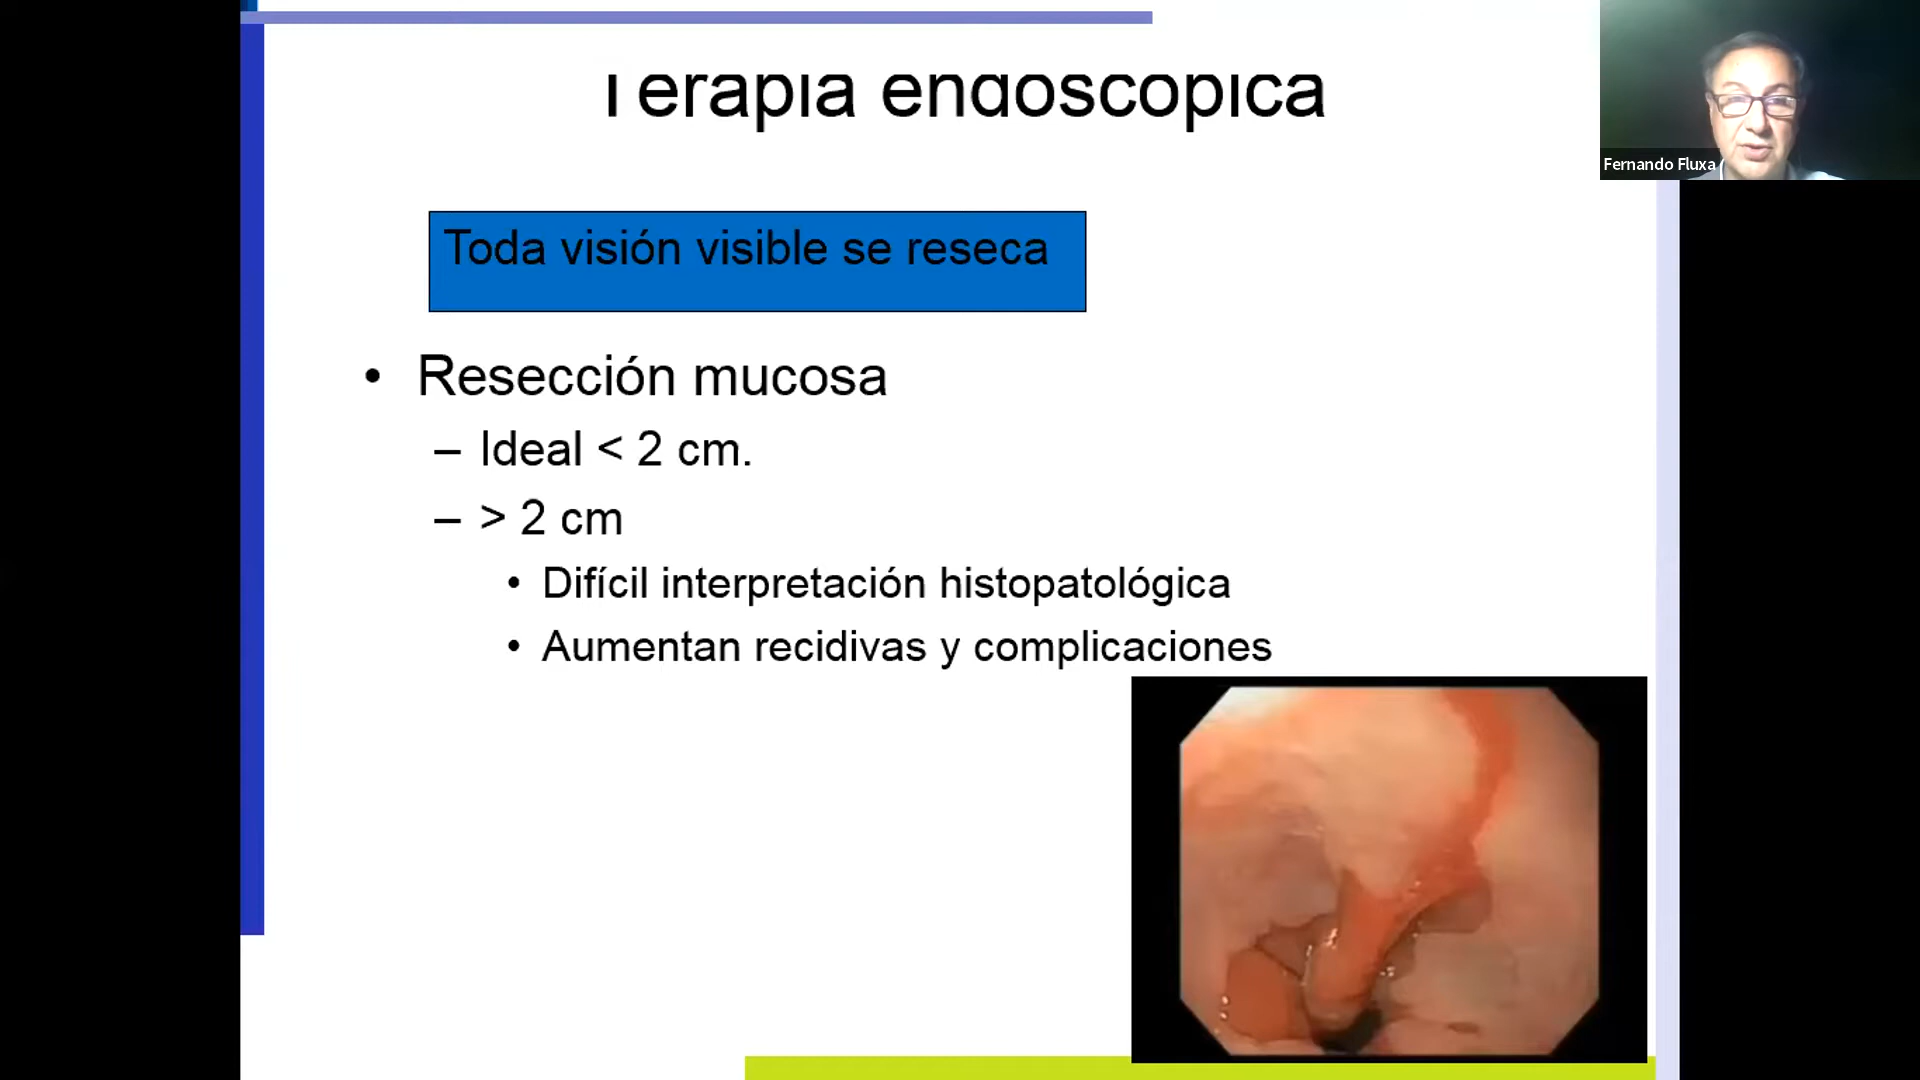 Terapia endoscopica
Fernando Fluxa
Toda visión visible se reseca
• Resección mucosa
– Ideal < 2 cm.
– > 2 cm
• Difícil interpretación histopatológica
• Aumentan recidivas y complicaciones